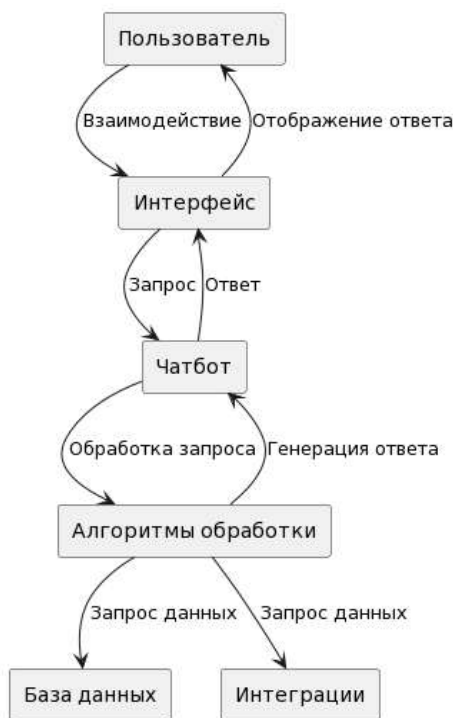 Пользователь
Взаимодействие Отображение ответа
Интерфейс
Запрос Ответ
Чатбот
Обработка запроса Генерация ответа
Алгоритмы обработки
Запрос данных Запрос данных
База данных Интеграции